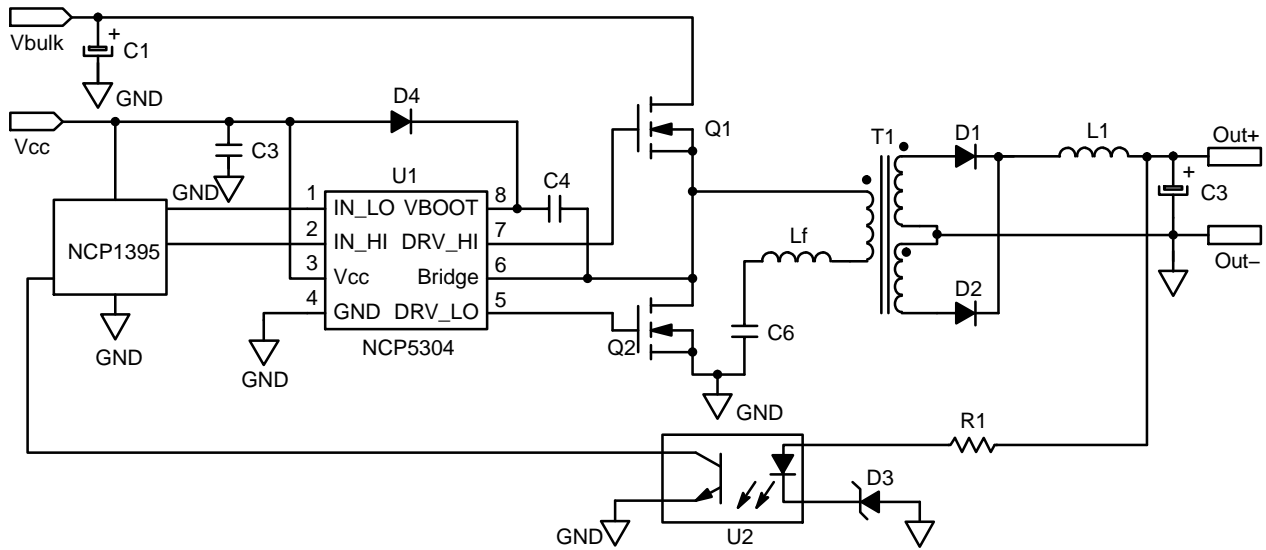 Vbulk
+
C1
GND
Vcc
D4
C3
GND
U1
Q1
T1
D1
L1
Out+
NCP1395
1
IN_LO
VBOOT
8
C4
+
C3
2
IN_HI
DRV_HI
7
Lf
3
Vcc
Bridge
6
Out–
4
GND
DRV_LO
5
D2
GND
NCP5304
Q2
C6
GND
GND
R1
D3
GND
U2